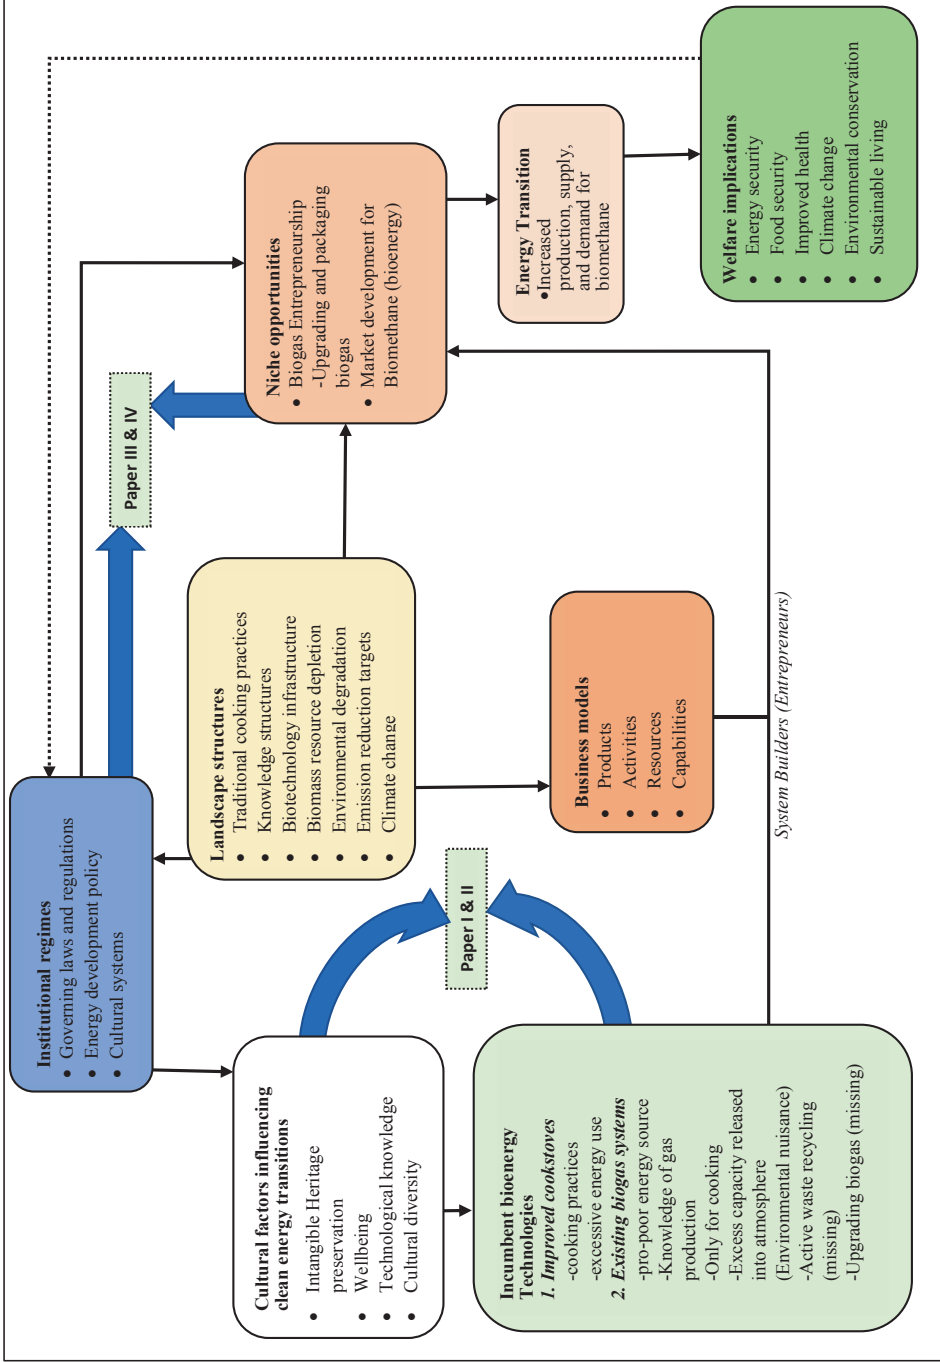 Institutional regimes
• Governing laws and regulations
• Energy development policy
• Cultural systems
Paper III & IV
Landscape structures
• Traditional cooking practices
• Knowledge structures
• Biotechnology infrastructure
• Biomass resource depletion
• Environmental degradation
• Emission reduction targets
• Climate change
Niche opportunities
• Biogas Entrepreneurship
-Upgrading and packaging
biogas
• Market development for
Biomethane (bioenergy)
Cultural factors influencing
clean energy transitions
• Intangible Heritage
preservation
• Wellbeing
• Technological knowledge
• Cultural diversity
Paper I & II
Energy Transition
•Increased
production, supply,
and demand for
biomethane
Incumbent bioenergy
Technologies
1. Improved cookstoves
-cooking practices
-excessive energy use
2. Existing biogas systems
-pro-poor energy source
-Knowledge of gas
production
-Only for cooking
-Excess capacity released
into atmosphere
(Environmental nuisance)
-Active waste recycling
(missing)
-Upgrading biogas (missing)
Business models
• Products
• Activities
• Resources
• Capabilities
System Builders (Entrepreneurs)
Welfare implications
• Energy security
• Food security
• Improved health
• Climate change
• Environmental conservation
• Sustainable living